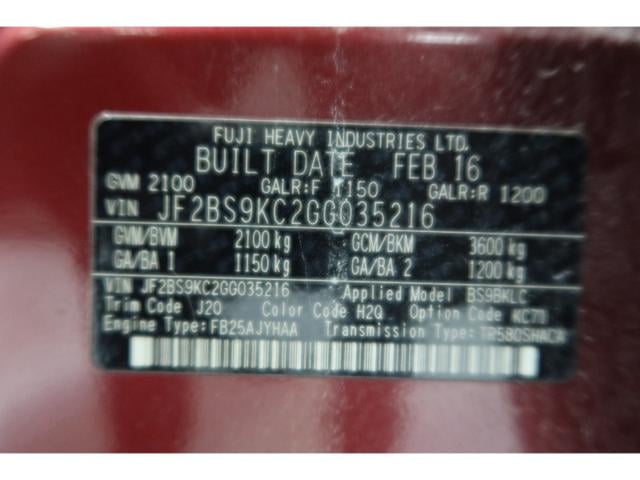 FUJI HEAVY INDUSTRIES LTD.
BUILT DATE FEB 16
GVM 2100 GALR:F 1150 GALR:R 1200
VIN JF2BS9KC2GG035216
GVM/BVM 2100 kg GCM/BKM 3600 kg
GA/BA 1 1150 kg GA/BA 2 1200 kg
VIN JF2BS9KC2GG035216 Applied Model BS9BKLC
Trim Code J20 Color Code H2Q Option Code KC71
Engine Type:FB25AJYHAA Transmission Type:TR580SHACA